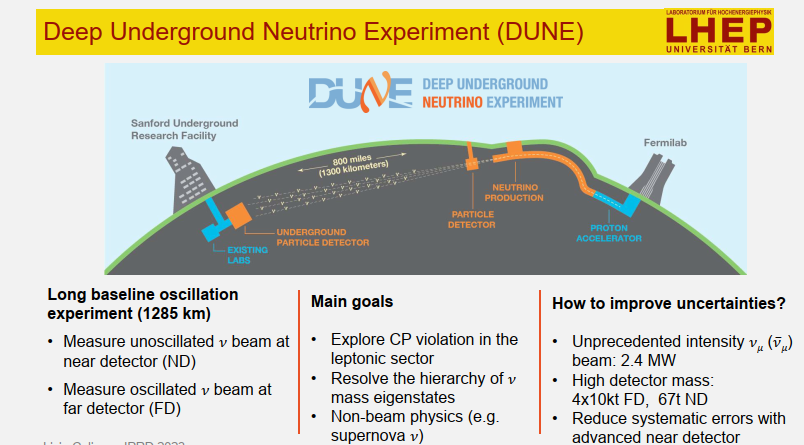 Deep Underground Neutrino Experiment (DUNE)
LABORATORIUM FÜR HOCHENERGIEPHYSIK
LHEP
UNIVERSITÄT BERN
DUNE
DEEP UNDERGROUND
NEUTRINO EXPERIMENT
Sanford Underground
Research Facility
Fermilab
800 miles
(1300 kilometers)
NEUTRINO
PRODUCTION
PARTICLE
DETECTOR
PROTON
ACCELERATOR
UNDERGROUND
PARTICLE DETECTOR
EXISTING
LABS
Long baseline oscillation
experiment (1285 km)
• Measure unoscillated ν beam at
near detector (ND)
• Measure oscillated ν beam at
far detector (FD)
Main goals
• Explore CP violation in the
leptonic sector
• Resolve the hierarchy of ν
mass eigenstates
• Non-beam physics (e.g.
supernova ν)
How to improve uncertainties?
• Unprecedented intensity ν_μ (ν̄_μ)
beam: 2.4 MW
• High detector mass:
4x10kt FD, 67t ND
• Reduce systematic errors with
advanced near detector